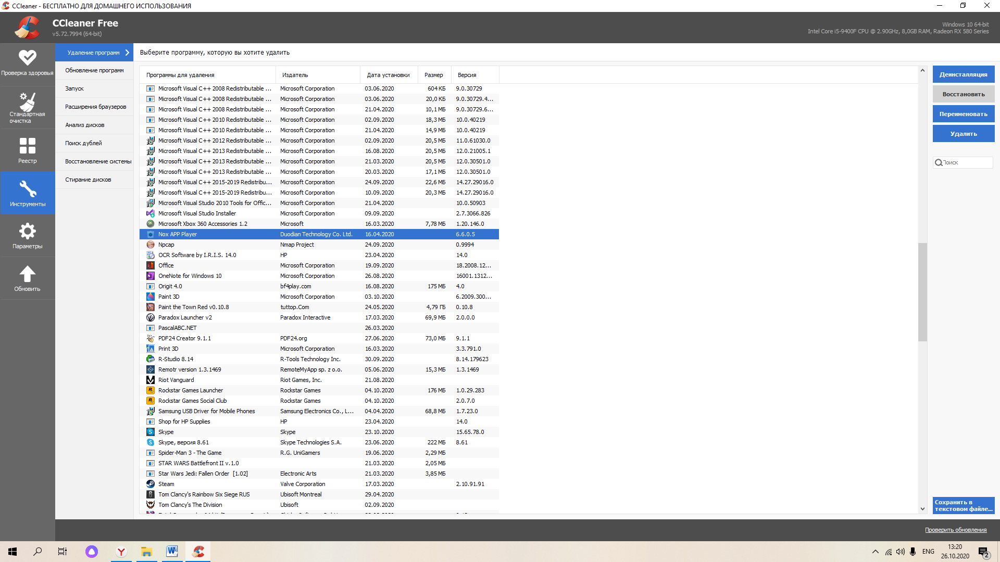 CCleaner - БЕСПЛАТНО ДЛЯ ДОМАШНЕГО ИСПОЛЬЗОВАНИЯ
CCleaner Free
v5.72.7994 (64-bit)
Windows 10 64-bit
Intel Core i5-9400F CPU @ 2.90GHz, 8,0GB RAM, Radeon RX 580 Series
Проверка здоровья
Стандартная
очистка
Реестр
Инструменты
Параметры
Обновить
Удаление программ
Обновление программ
Запуск
Расширения браузеров
Анализ дисков
Поиск дублей
Восстановление системы
Стирание дисков
Выберите программу, которую вы хотите удалить
Программы для удаления Издатель Дата установки Размер Версия
Microsoft Visual C++ 2008 Redistributable ... Microsoft Corporation 03.06.2020 604 КБ 9.0.30729
Microsoft Visual C++ 2008 Redistributable ... Microsoft Corporation 03.06.2020 20,0 КБ 9.0.30729.4...
Microsoft Visual C++ 2008 Redistributable ... Microsoft Corporation 21.04.2020 10,1 МБ 9.0.30729.6...
Microsoft Visual C++ 2010 Redistributable ... Microsoft Corporation 02.09.2020 18,3 МБ 10.0.40219
Microsoft Visual C++ 2010 Redistributable ... Microsoft Corporation 21.04.2020 14,9 МБ 10.0.40219
Microsoft Visual C++ 2012 Redistributable ... Microsoft Corporation 02.09.2020 20,5 МБ 11.0.61030.0
Microsoft Visual C++ 2013 Redistributable ... Microsoft Corporation 16.08.2020 20,5 МБ 12.0.21005.1
Microsoft Visual C++ 2013 Redistributable ... Microsoft Corporation 21.03.2020 20,5 МБ 12.0.30501.0
Microsoft Visual C++ 2013 Redistributable ... Microsoft Corporation 20.03.2020 17,1 МБ 12.0.30501.0
Microsoft Visual C++ 2015-2019 Redistribu... Microsoft Corporation 24.09.2020 22,6 МБ 14.27.29016.0
Microsoft Visual C++ 2015-2019 Redistribu... Microsoft Corporation 10.09.2020 20,3 МБ 14.27.29016.0
Microsoft Visual Studio 2010 Tools for Offic... Microsoft Corporation 21.04.2020 10.0.50903
Microsoft Visual Studio Installer Microsoft Corporation 09.09.2020 2.7.3066.826
Microsoft Xbox 360 Accessories 1.2 Microsoft 16.03.2020 7,78 МБ 1.20.146.0
Nox APP Player Duodian Technology Co. Ltd. 16.04.2020 6.6.0.5
Npcap Nmap Project 24.09.2020 0.9994
OCR Software by I.R.I.S. 14.0 HP 23.04.2020 14.0
Office Microsoft Corporation 19.09.2020 18.2008.12...
OneNote for Windows 10 Microsoft Corporation 26.08.2020 16001.1312...
Origit 4.0 bf4play.com 16.08.2020 175 МБ 4.0
Paint 3D Microsoft Corporation 03.10.2020 6.2009.300...
Paint the Town Red v0.10.8 tuttop.Com 24.05.2020 4,79 ГБ 0.10.8
Paradox Launcher v2 Paradox Interactive 17.03.2020 69,9 МБ 2.0.0.0
PascalABC.NET 26.03.2020
PDF24 Creator 9.1.1 PDF24.org 27.06.2020 73,0 МБ 9.1.1
Print 3D Microsoft Corporation 16.03.2020 3.3.791.0
R-Studio 8.14 R-Tools Technology Inc. 30.09.2020 8.14.179623
Remotr version 1.3.1469 RemoteMyApp sp. z o.o. 05.06.2020 15,3 МБ 1.3.1469
Riot Vanguard Riot Games, Inc. 21.08.2020
Rockstar Games Launcher Rockstar Games 04.10.2020 176 МБ 1.0.29.283
Rockstar Games Social Club Rockstar Games 04.10.2020 2.0.7.0
Samsung USB Driver for Mobile Phones Samsung Electronics Co., L... 04.04.2020 68,8 МБ 1.7.23.0
Shop for HP Supplies HP 23.04.2020 14.0
Skype Skype 23.10.2020 15.65.78.0
Skype, версия 8.61 Skype Technologies S.A. 23.06.2020 222 МБ 8.61
Spider-Man 3 - The Game R.G. UniGamers 19.06.2020 2,29 МБ
STAR WARS Battlefront II v.1.0 21.03.2020 2,05 МБ
Star Wars Jedi: Fallen Order [1.02] Electronic Arts 21.03.2020 3,85 МБ
Steam Valve Corporation 17.03.2020 2.10.91.91
Tom Clancy's Rainbow Six Siege RUS Ubisoft Montreal 29.04.2020
Tom Clancy's The Division Ubisoft 02.09.2020
Деинсталляция
Восстановить
Переименовать
Удалить
Поиск
Сохранить в
текстовом файле...
Проверить обновления
ENG
13:20
26.10.2020
2